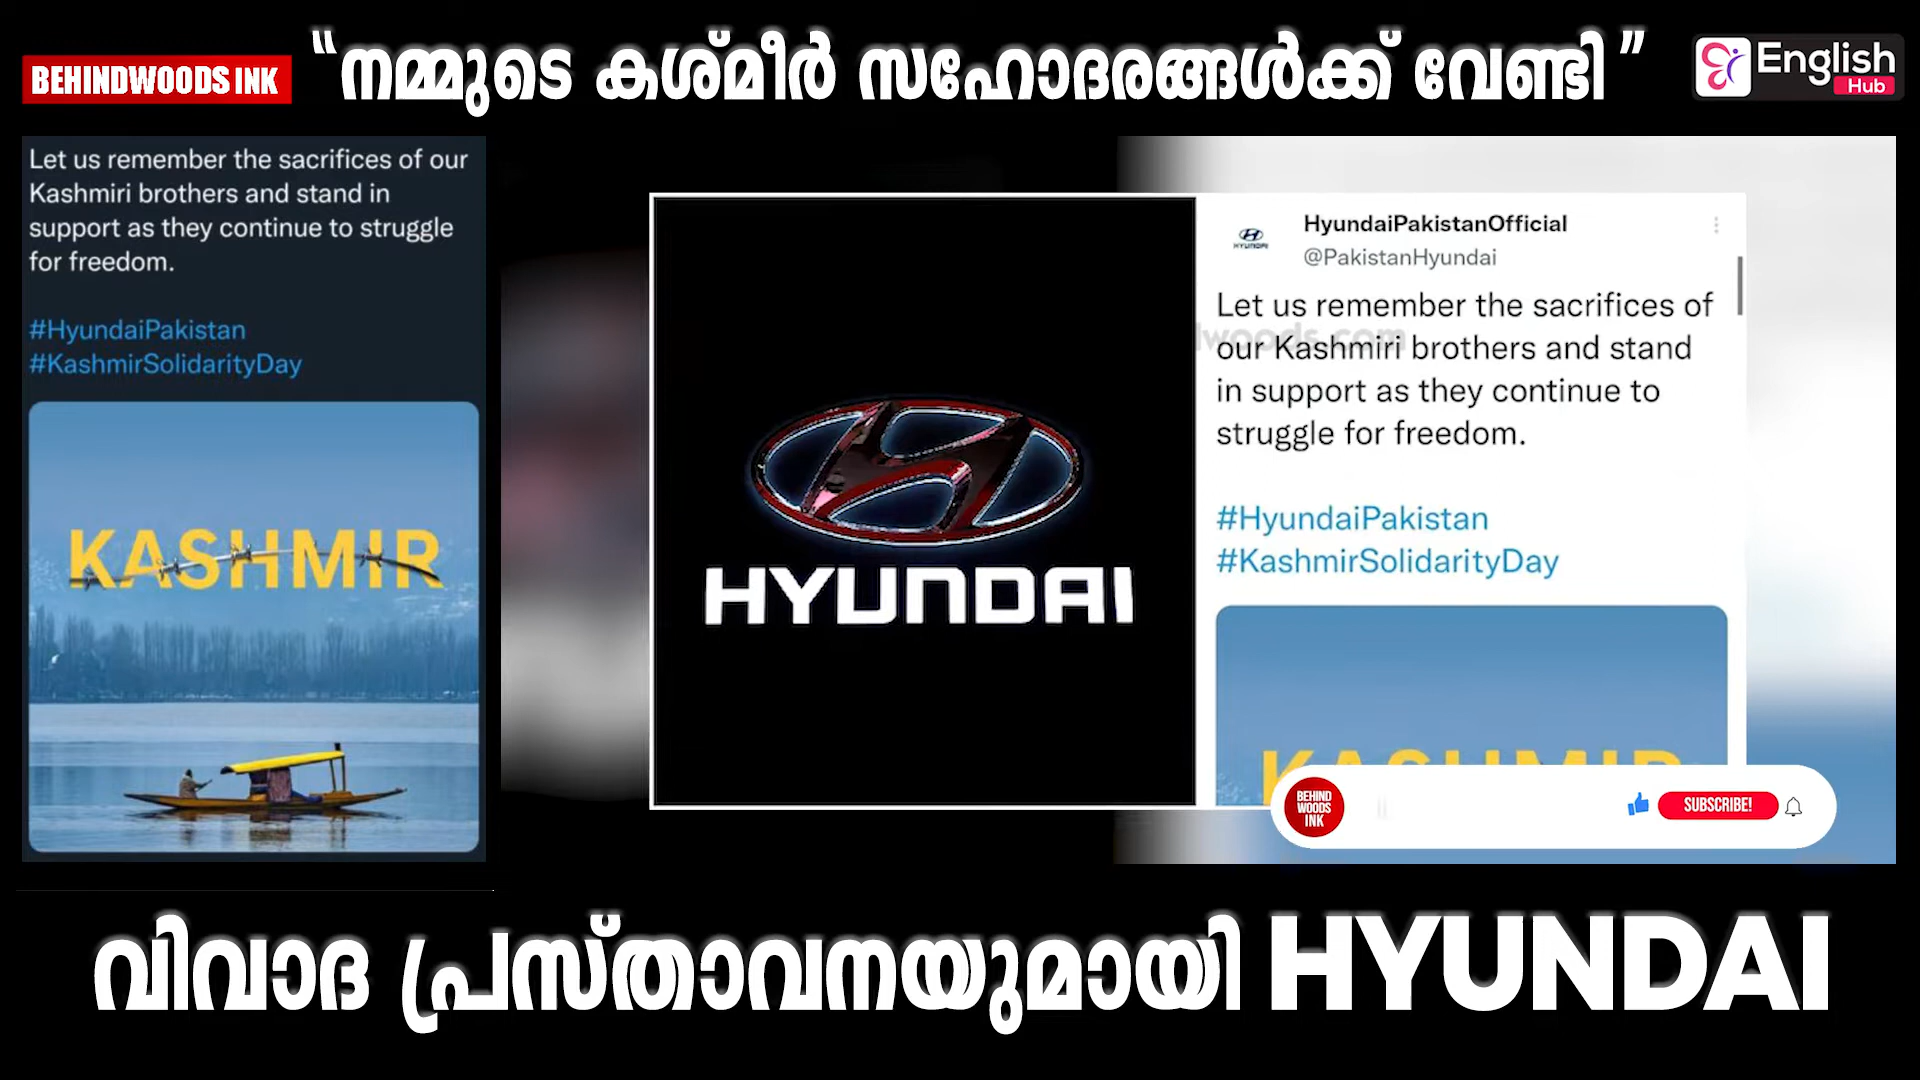 BEHINDWOODS INK
“നമ്മുടെ കശ്മീർ സഹോദരങ്ങൾക്ക് വേണ്ടി”
English
Hub
Let us remember the sacrifices of our
Kashmiri brothers and stand in
support as they continue to struggle
for freedom.
#HyundaiPakistan
#KashmirSolidarityDay
KASHMIR
HYUNDAI
HYUNDAI
HyundaiPakistanOfficial
@PakistanHyundai
Let us remember the sacrifices of
our Kashmiri brothers and stand
in support as they continue to
struggle for freedom.
#HyundaiPakistan
#KashmirSolidarityDay
KASHMIR
BEHIND
WOODS
INK
SUBSCRIBE!
വിവാദ പ്രസ്താവനയുമായി HYUNDAI